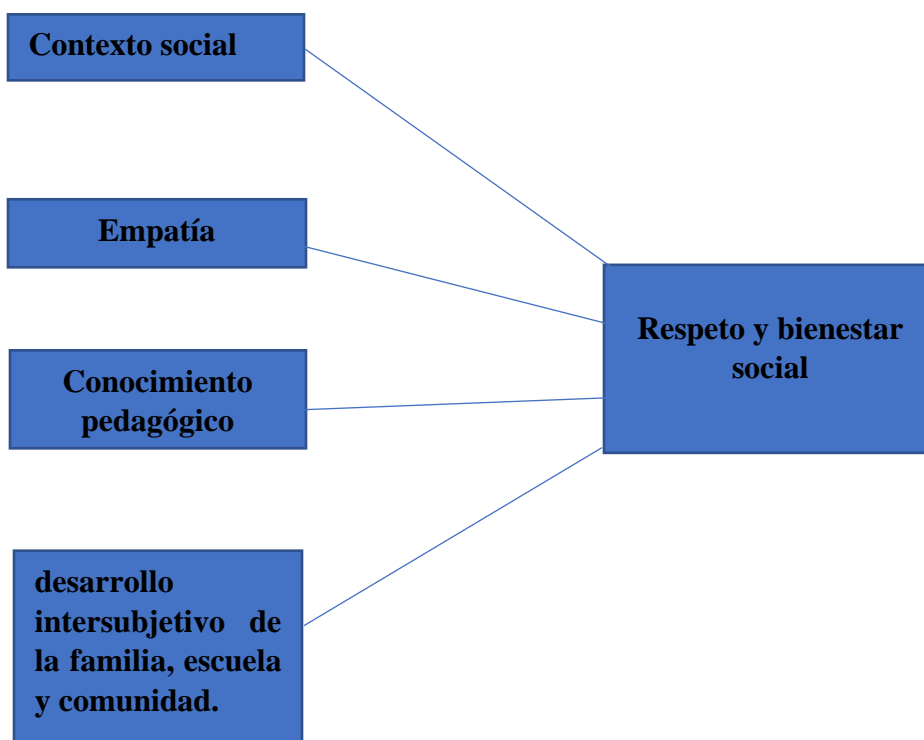 Contexto social
Empatía
Conocimiento
pedagógico
desarrollo
intersubjetivo de
la familia, escuela
y comunidad.
Respeto y bienestar
social